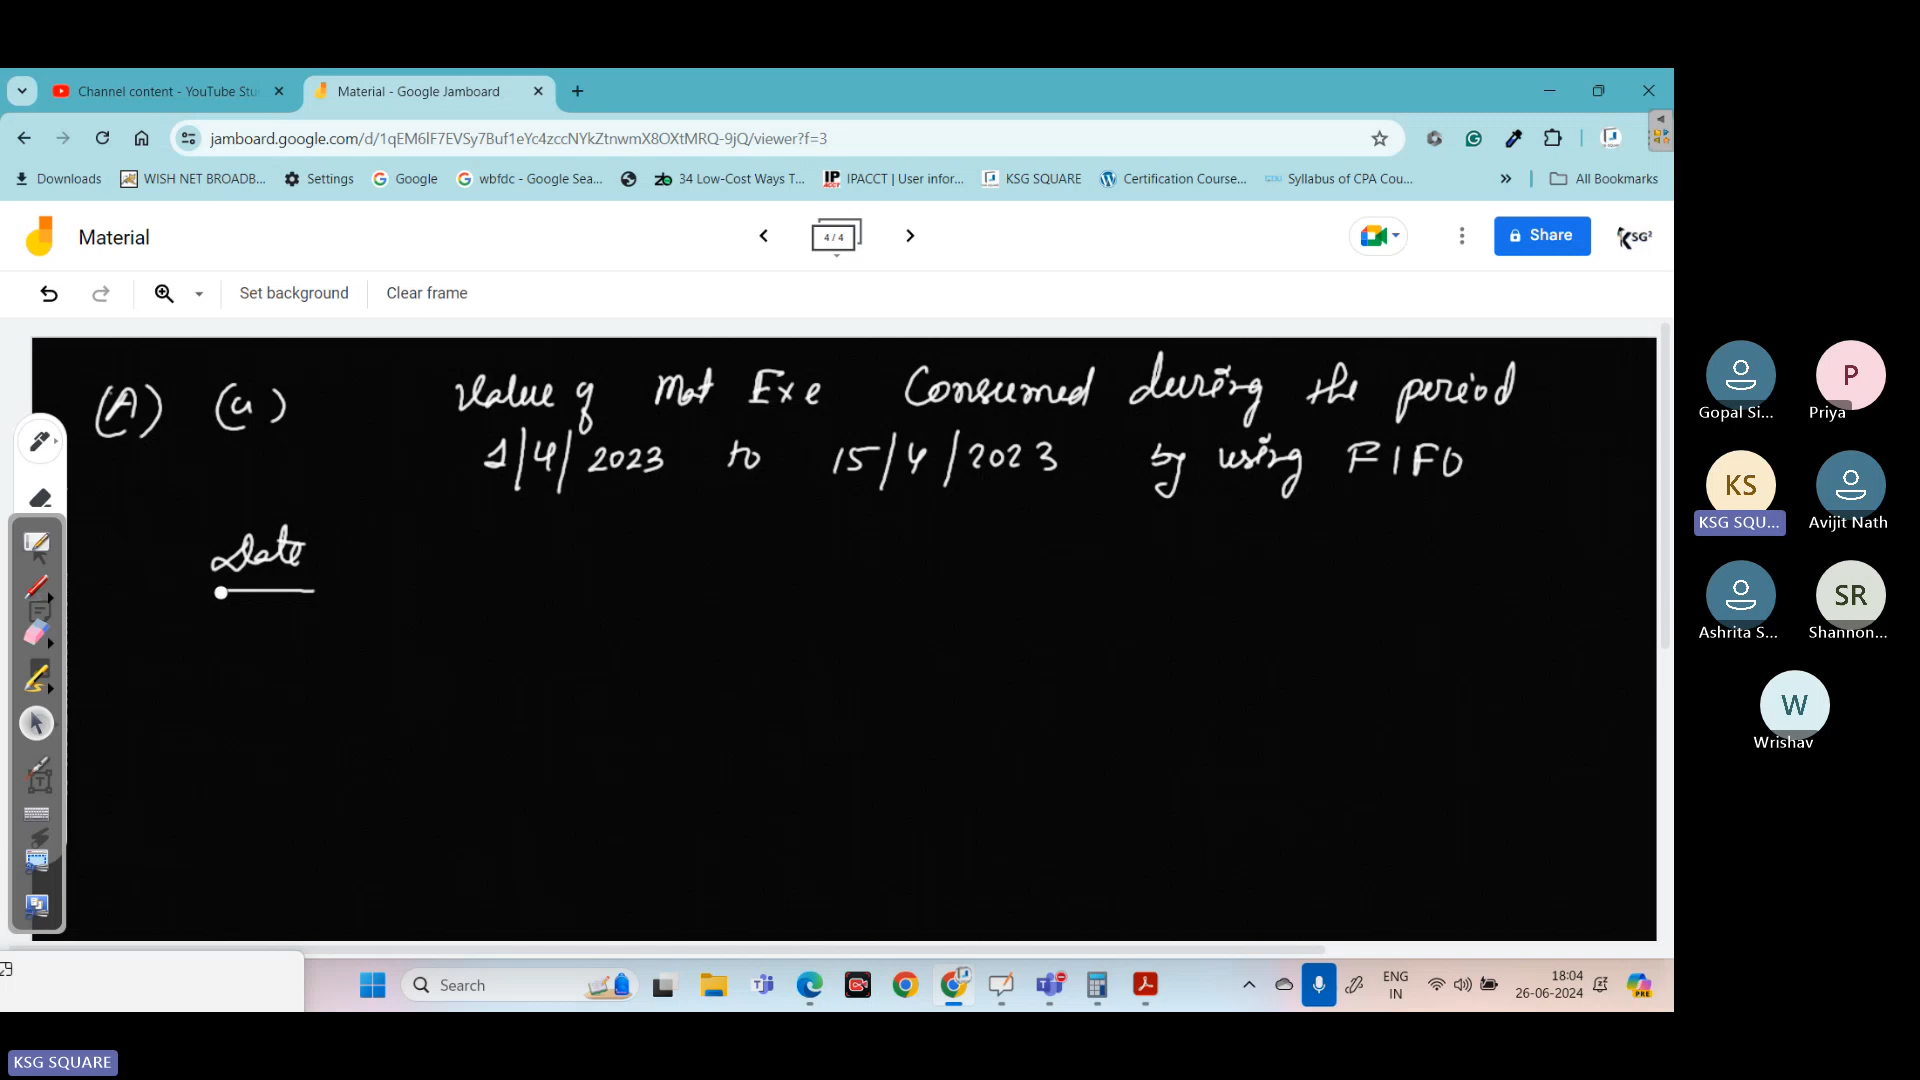 Channel content - YouTube Stu
Material - Google Jamboard
jamboard.google.com/d/1qEM6lF7EVSy7Buf1eYc4zccNYkZtnwmX8OXtMRQ-9jQ/viewer?f=3
Downloads WISH NET BROADB... Settings Google wbfdc - Google Sea... 34 Low-Cost Ways T... IPACCT | User infor... KSG SQUARE Certification Course... Syllabus of CPA Cou... » All Bookmarks
Material 4 / 4 Share KSG²
Set background Clear frame
(A) (a) Value of Mat Exe Consumed during the period
1/4/2023 to 15/4/2023 by using FIFO
Date
Gopal Si... Priya
KS
KSG SQU... Avijit Nath
SR
Ashrita S... Shannon...
W
Wrishav
Search
ENG IN
18:04
26-06-2024
KSG SQUARE